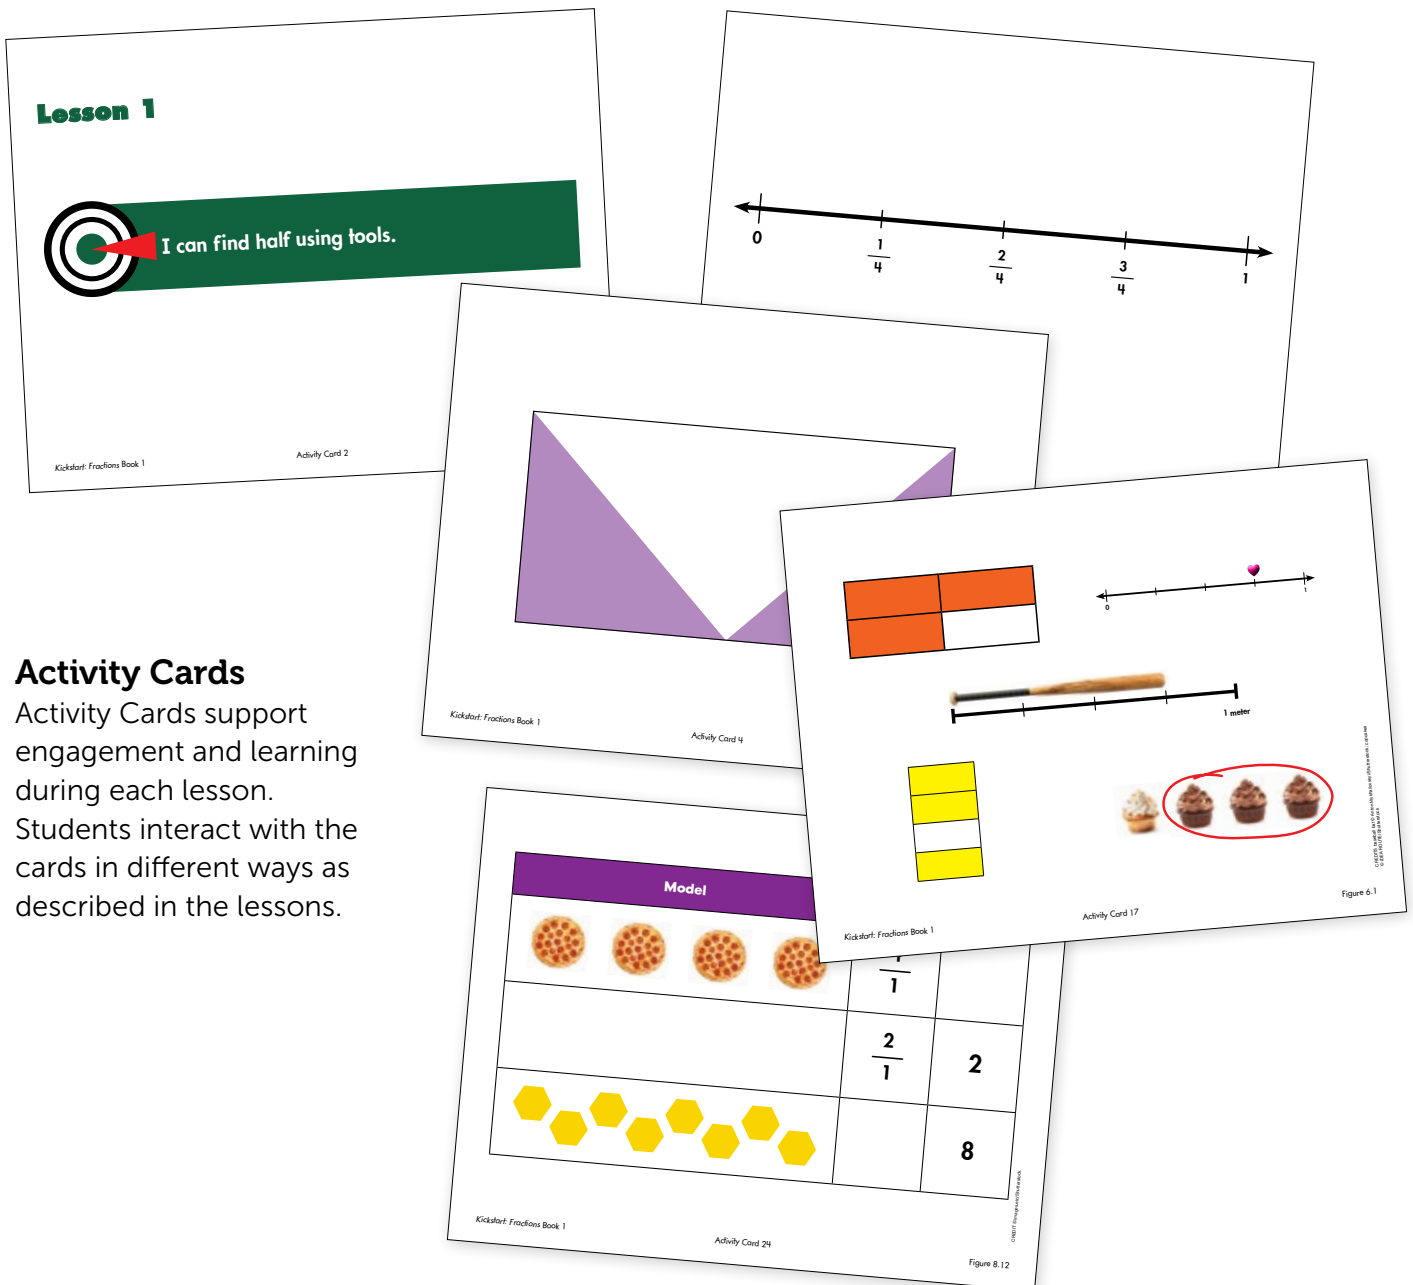 Lesson 1
I can find half using tools.
Kickstart: Fractions Book 1
Activity Card 2
0
1
4
2
4
3
4
1
Kickstart: Fractions Book 1
Activity Card 4
0
1
1 meter
Kickstart: Fractions Book 1
Activity Card 17
Figure 6.1
Activity Cards
Activity Cards support
engagement and learning
during each lesson.
Students interact with the
cards in different ways as
described in the lessons.
Model
1
2
1
2
8
Kickstart: Fractions Book 1
Activity Card 24
Figure 8.12